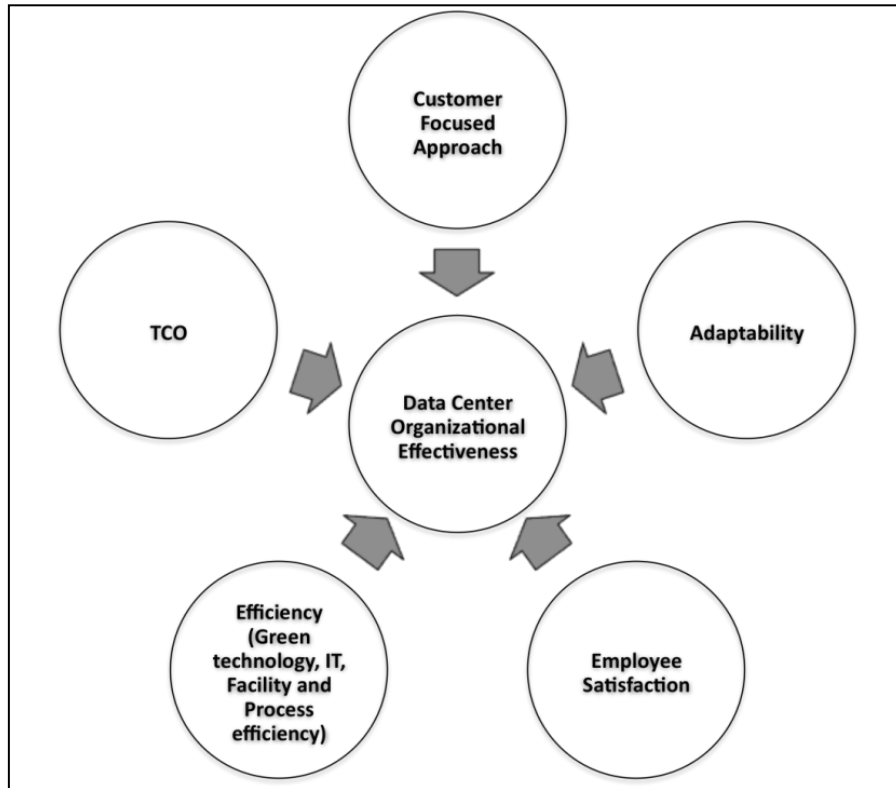 Customer
Focused
Approach
TCO
Adaptability
Data Center
Organizational
Effectiveness
Efficiency
(Green
technology, IT,
Facility and
Process
efficiency)
Employee
Satisfaction